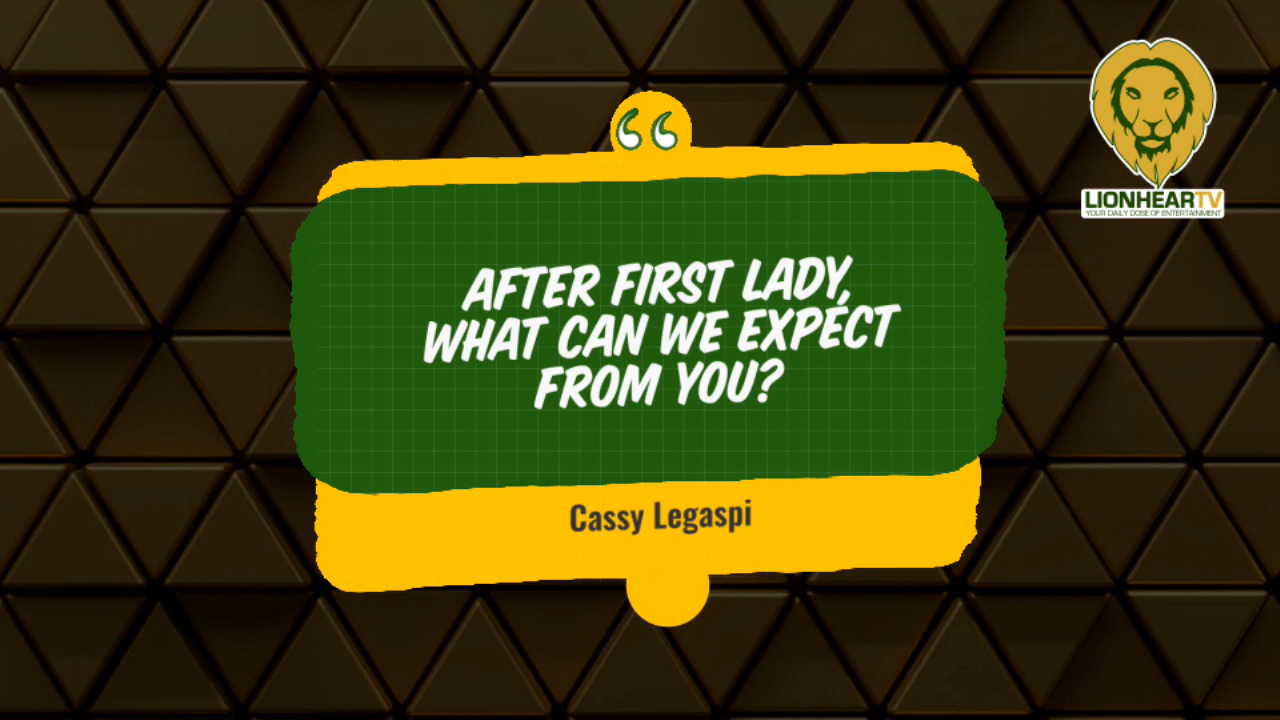 LIONHEARTV
YOUR DAILY DOSE OF ENTERTAINMENT
“
AFTER FIRST LADY,
WHAT CAN WE EXPECT
FROM YOU?
Cassy Legaspi